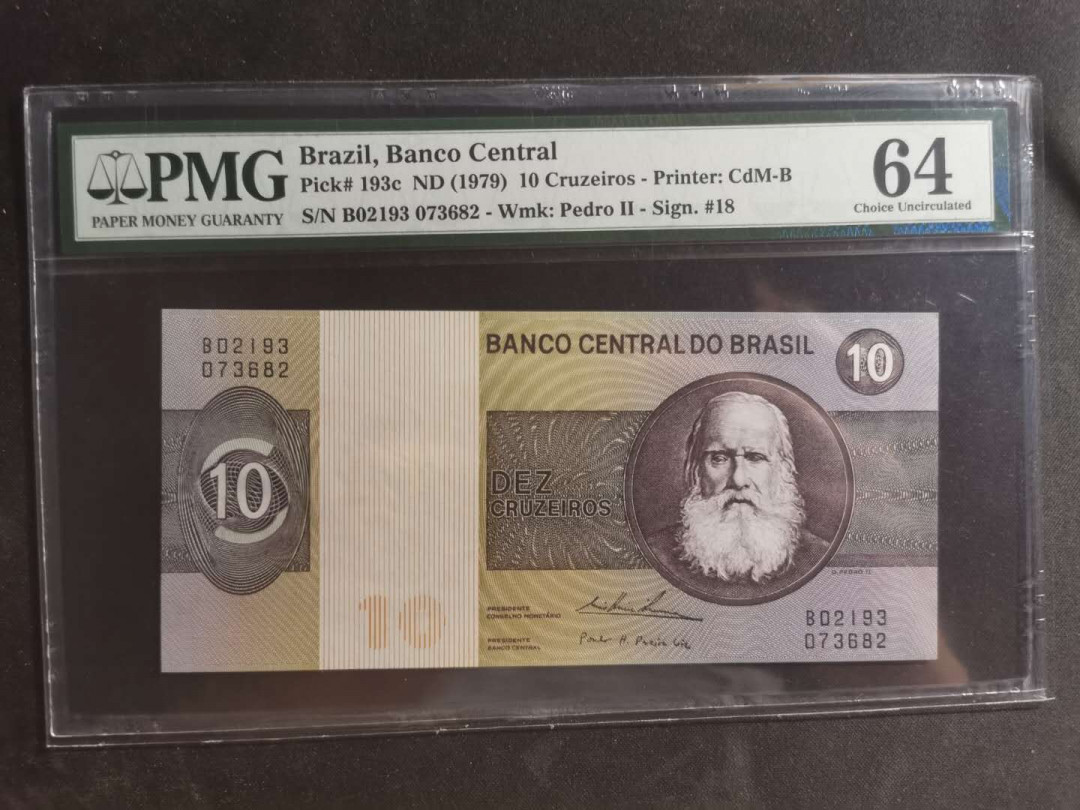 PMG
PAPER MONEY GUARANTY
Brazil, Banco Central
Pick# 193c ND (1979) 10 Cruzeiros - Printer: CdM-B
S/N B02193 073682 - Wmk: Pedro II - Sign. #18
64
Choice Uncirculated
B02193
073682
BANCO CENTRAL DO BRASIL
10
10
DEZ
CRUZEIROS
D. PEDRO II
10
PRESIDENTE
CONSELHO MONETÁRIO
PRESIDENTE
BANCO CENTRAL
B02193
073682